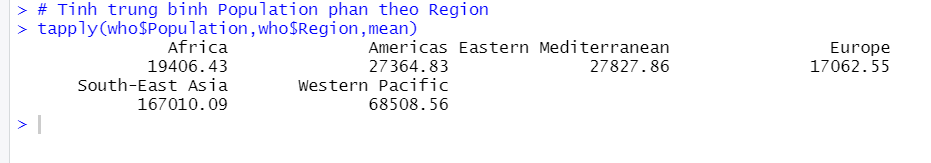 > # Tinh trung binh Population phan theo Region
> tapply(who$Population,who$Region,mean)
Africa Americas Eastern Mediterranean Europe
19406.43 27364.83 27827.86 17062.55
South-East Asia Western Pacific
167010.09 68508.56
>